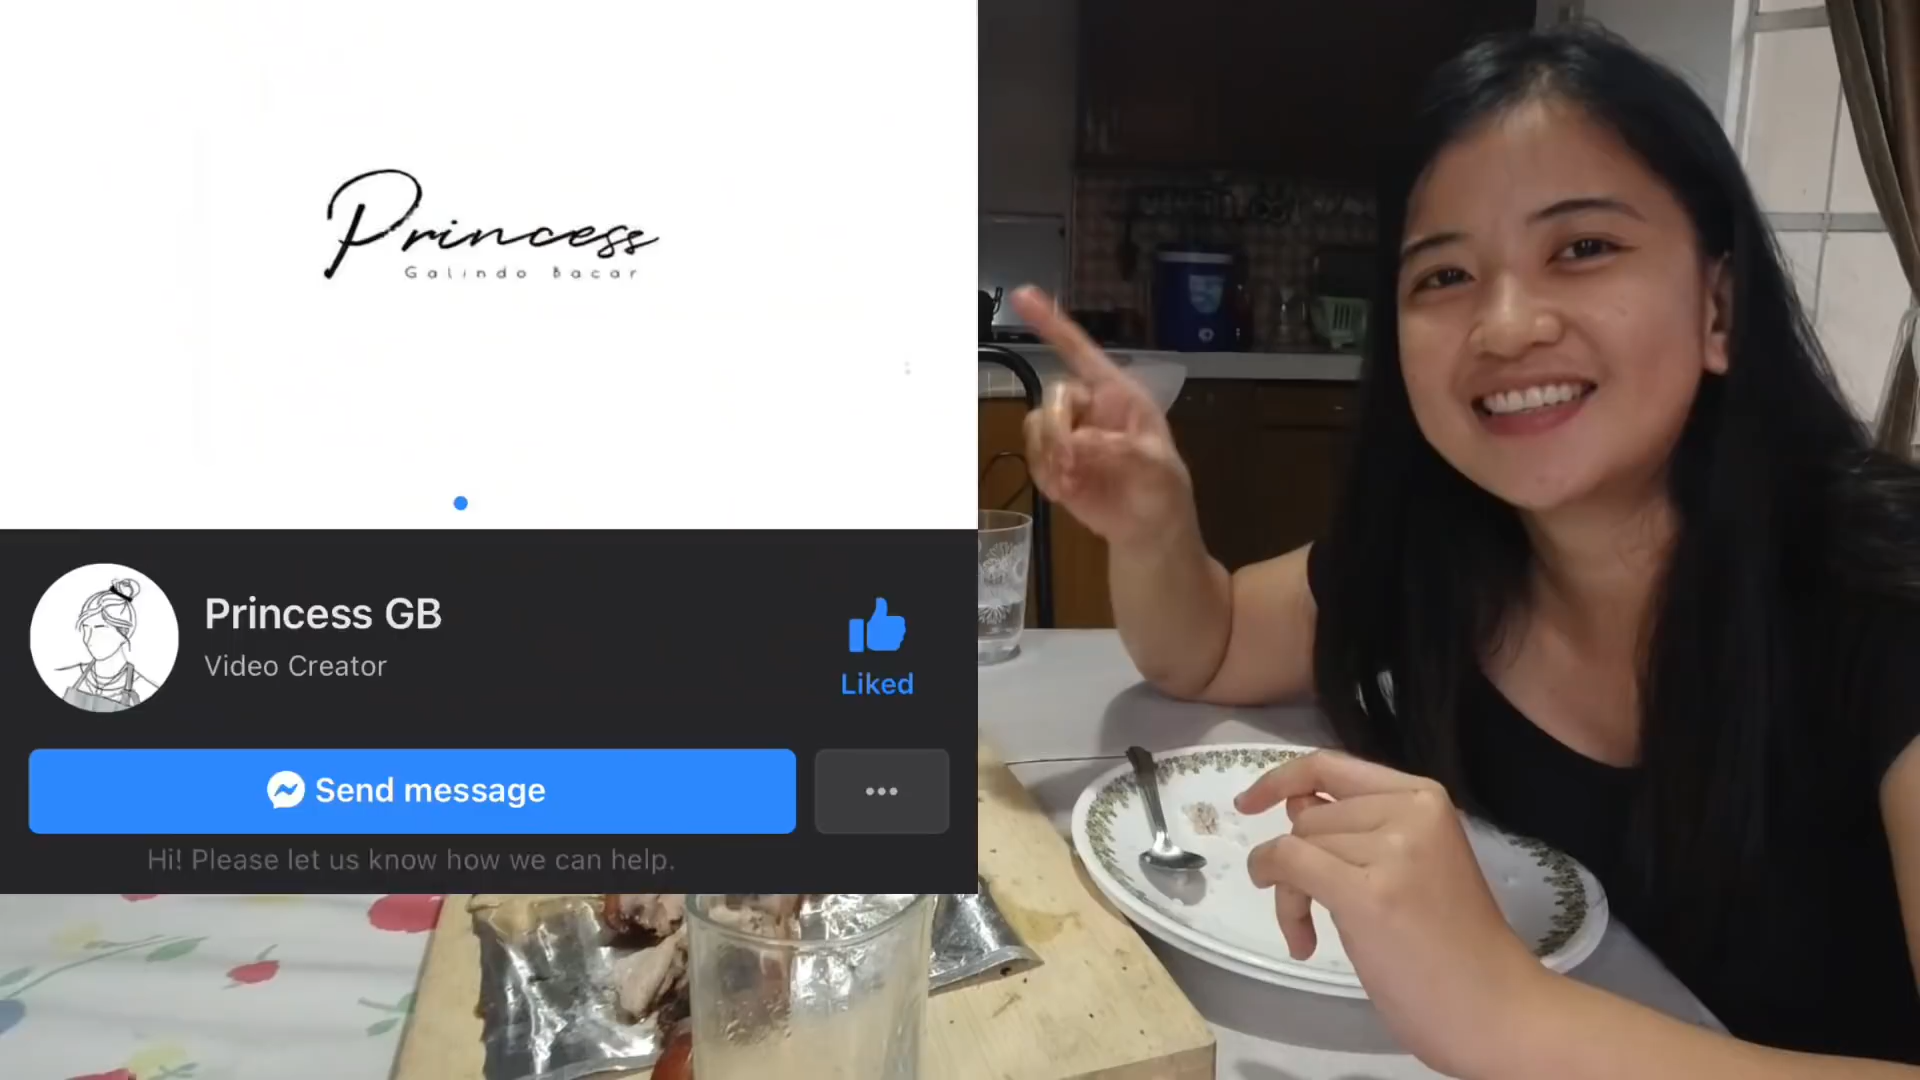 Princess
Galindo Bacar
Princess GB
Video Creator
Liked
Send message
Hi! Please let us know how we can help.